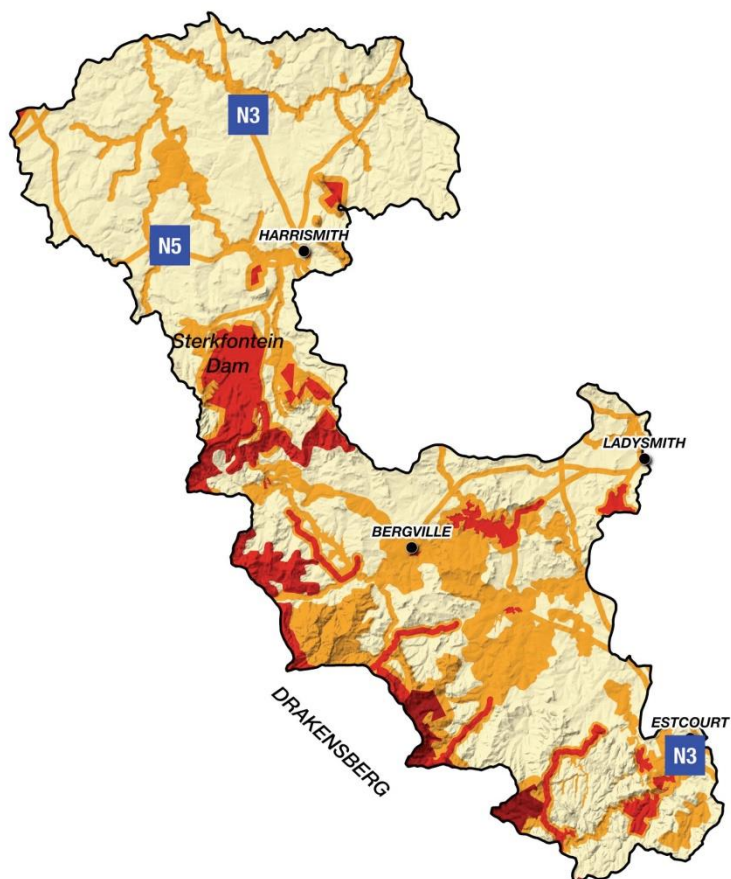 N3
HARRISMITH
N5
Sterkfontein
Dam
LADYSMITH
BERGVILLE
DRAKENSBERG
ESTCOURT
N3